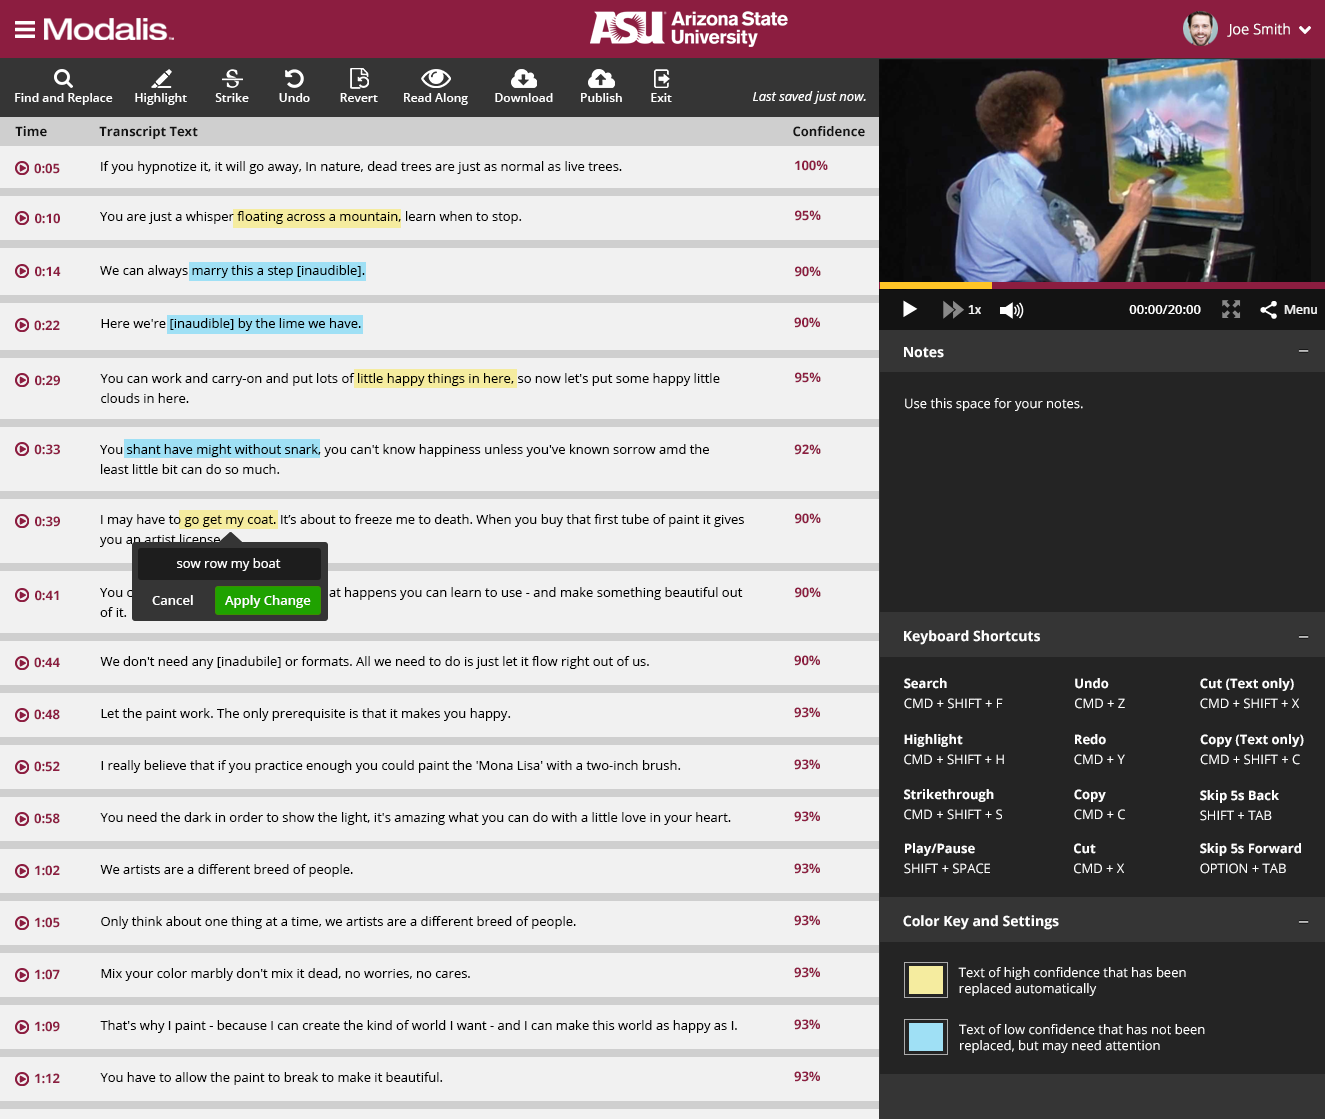 Modalis™
ASU Arizona State University
Joe Smith
Find and Replace Highlight Strike Undo Revert Read Along Download Publish Exit Last saved just now.
Time Transcript Text Confidence
0:05 If you hypnotize it, it will go away, In nature, dead trees are just as normal as live trees. 100%
0:10 You are just a whisper floating across a mountain, learn when to stop. 95%
0:14 We can always marry this a step [inaudible]. 90%
0:22 Here we're [inaudible] by the lime we have. 90%
0:29 You can work and carry-on and put lots of little happy things in here, so now let's put some happy little 95%
clouds in here.
0:33 You shant have might without snark, you can't know happiness unless you've known sorrow amd the 92%
least little bit can do so much.
0:39 I may have to go get my coat. It's about to freeze me to death. When you buy that first tube of paint it gives 90%
you an artist license
sow row my boat
Cancel Apply Change
0:41 You at happens you can learn to use - and make something beautiful out 90%
of it.
0:44 We don't need any [inadubile] or formats. All we need to do is just let it flow right out of us. 90%
0:48 Let the paint work. The only prerequisite is that it makes you happy. 93%
0:52 I really believe that if you practice enough you could paint the 'Mona Lisa' with a two-inch brush. 93%
0:58 You need the dark in order to show the light, it's amazing what you can do with a little love in your heart. 93%
1:02 We artists are a different breed of people. 93%
1:05 Only think about one thing at a time, we artists are a different breed of people. 93%
1:07 Mix your color marbly don't mix it dead, no worries, no cares. 93%
1:09 That's why I paint - because I can create the kind of world I want - and I can make this world as happy as I. 93%
1:12 You have to allow the paint to break to make it beautiful. 93%
1x 00:00/20:00 Menu
Notes
Use this space for your notes.
Keyboard Shortcuts
Search Undo Cut (Text only)
CMD + SHIFT + F CMD + Z CMD + SHIFT + X
Highlight Redo Copy (Text only)
CMD + SHIFT + H CMD + Y CMD + SHIFT + C
Strikethrough Copy Skip 5s Back
CMD + SHIFT + S CMD + C SHIFT + TAB
Play/Pause Cut Skip 5s Forward
SHIFT + SPACE CMD + X OPTION + TAB
Color Key and Settings
Text of high confidence that has been
replaced automatically
Text of low confidence that has not been
replaced, but may need attention